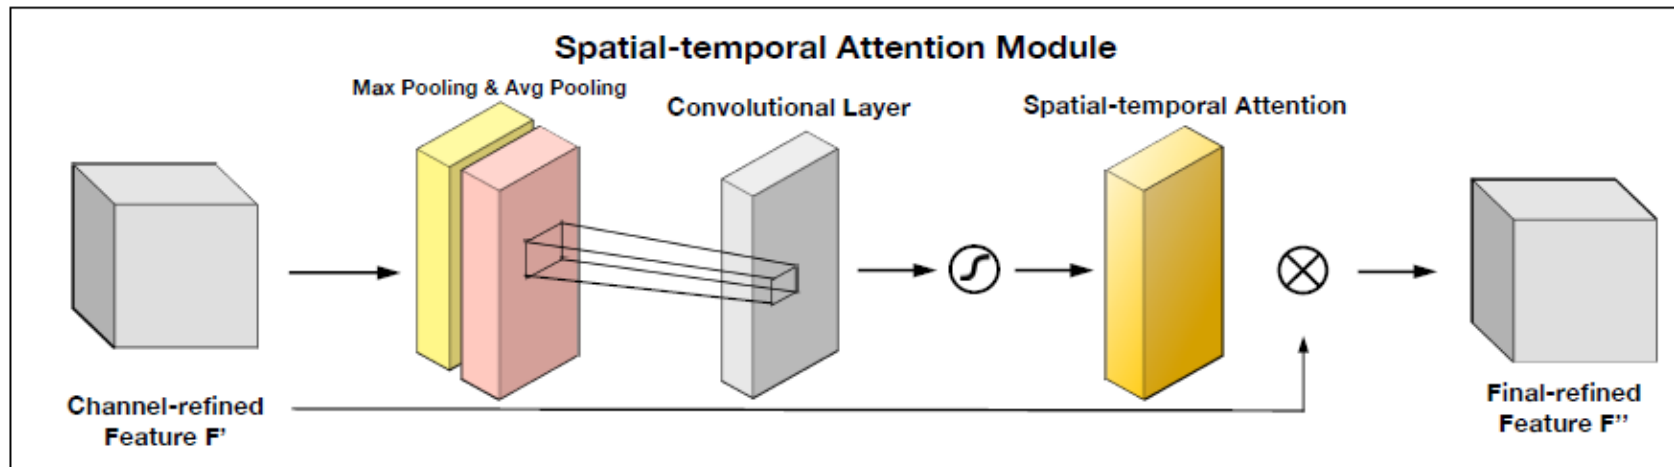 Spatial-temporal Attention Module
Max Pooling & Avg Pooling
Convolutional Layer
Spatial-temporal Attention
Channel-refined
Feature F'
Final-refined
Feature F''